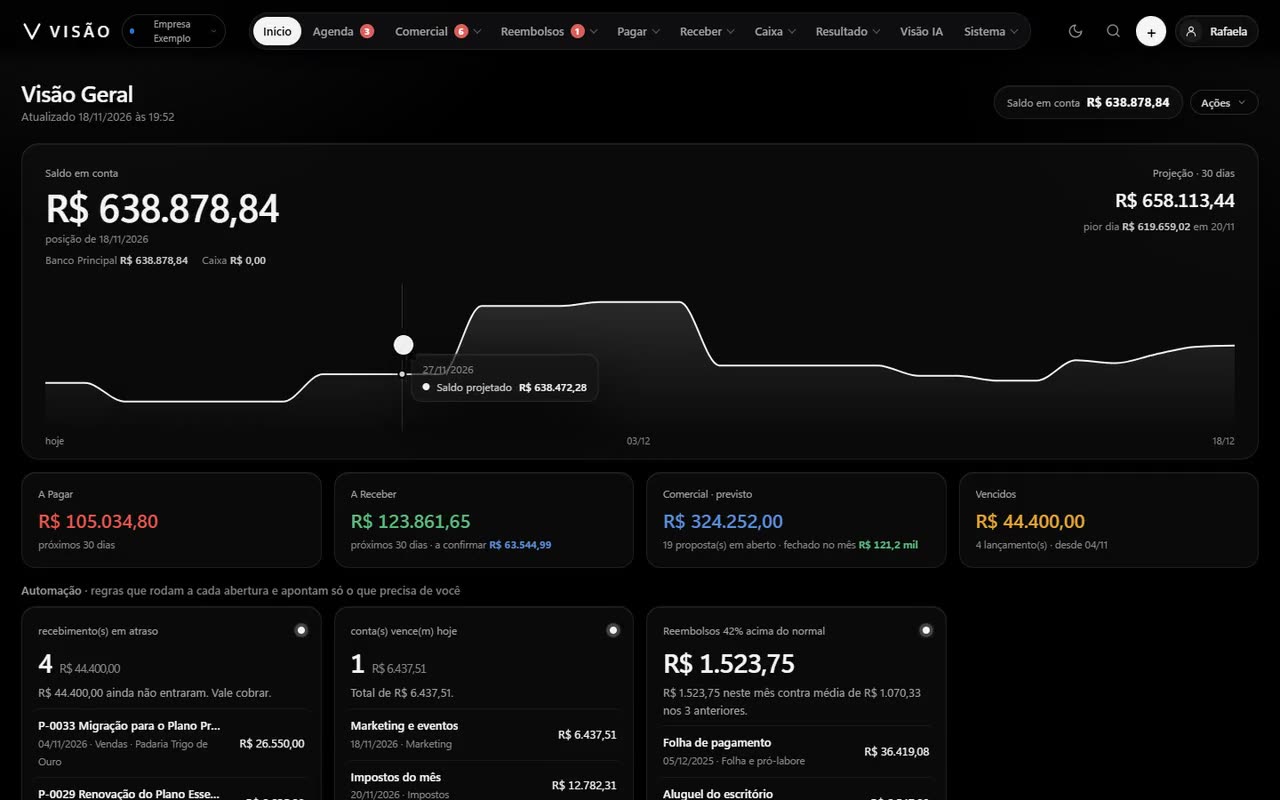 VISÃO
Empresa
Exemplo
Início
Agenda 3
Comercial 6
Reembolsos 1
Pagar
Receber
Caixa
Resultado
Visão IA
Sistema
+
Rafaela
Visão Geral
Atualizado 18/11/2026 às 19:52
Saldo em conta R$ 638.878,84
Ações
Saldo em conta
R$ 638.878,84
posição de 18/11/2026
Banco Principal R$ 638.878,84 Caixa R$ 0,00
Projeção · 30 dias
R$ 658.113,44
pior dia R$ 619.659,02 em 20/11
27/11/2026
Saldo projetado R$ 638.472,28
hoje
03/12
18/12
A Pagar
R$ 105.034,80
próximos 30 dias
A Receber
R$ 123.861,65
próximos 30 dias · a confirmar R$ 63.544,99
Comercial · previsto
R$ 324.252,00
19 proposta(s) em aberto · fechado no mês R$ 121,2 mil
Vencidos
R$ 44.400,00
4 lançamento(s) · desde 04/11
Automação · regras que rodam a cada abertura e apontam só o que precisa de você
recebimento(s) em atraso
4 R$ 44.400,00
R$ 44.400,00 ainda não entraram. Vale cobrar.
P-0033 Migração para o Plano Pr...
04/11/2026 · Vendas · Padaria Trigo de
Ouro
R$ 26.550,00
P-0029 Renovação do Plano Esse...
conta(s) vence(m) hoje
1 R$ 6.437,51
Total de R$ 6.437,51.
Marketing e eventos
18/11/2026 · Marketing
R$ 6.437,51
Impostos do mês
20/11/2026 · Impostos
R$ 12.782,31
Reembolsos 42% acima do normal
R$ 1.523,75
R$ 1.523,75 neste mês contra média de R$ 1.070,33
nos 3 anteriores.
Folha de pagamento
05/12/2025 · Folha e pró-labore
R$ 36.419,08
Aluguel do escritório